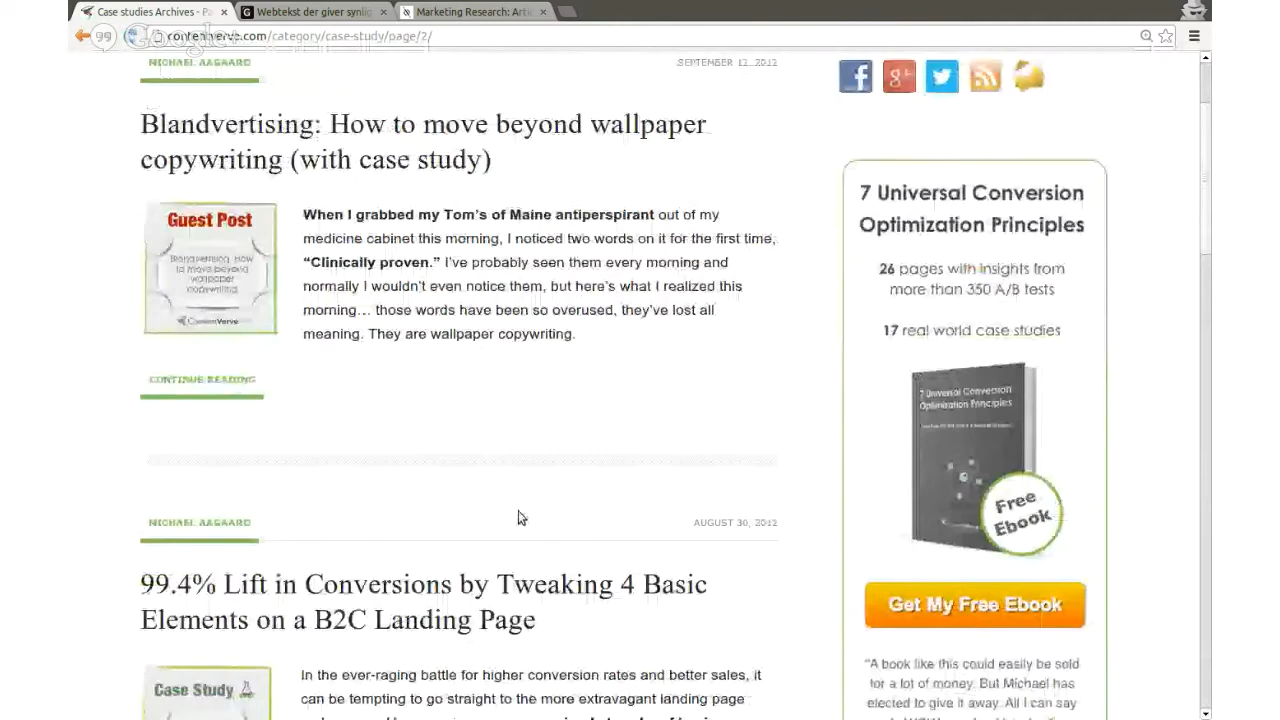 Case studies Archives - Pa
Webtekst der giver synlig
Marketing Research: Artic
99
Google+
contentverve.com/category/case-study/page/2/
MICHAEL AAGAARD
SEPTEMBER 12, 2012
Blandvertising: How to move beyond wallpaper
copywriting (with case study)
Guest Post
Blandvertising: How
to move beyond
wallpaper
copywriting
ContentVerve
When I grabbed my Tom's of Maine antiperspirant out of my
medicine cabinet this morning, I noticed two words on it for the first time,
“Clinically proven.” I've probably seen them every morning and
normally I wouldn't even notice them, but here's what I realized this
morning… those words have been so overused, they've lost all
meaning. They are wallpaper copywriting.
CONTINUE READING
MICHAEL AAGAARD
AUGUST 30, 2012
99.4% Lift in Conversions by Tweaking 4 Basic
Elements on a B2C Landing Page
Case Study
In the ever-raging battle for higher conversion rates and better sales, it
can be tempting to go straight to the more extravagant landing page
7 Universal Conversion
Optimization Principles
26 pages with insights from
more than 350 A/B tests
17 real world case studies
7 Universal Conversion
Optimization Principles
Free
Ebook
Get My Free Ebook
“A book like this could easily be sold
for a lot of money. But Michael has
elected to give it away. All I can say